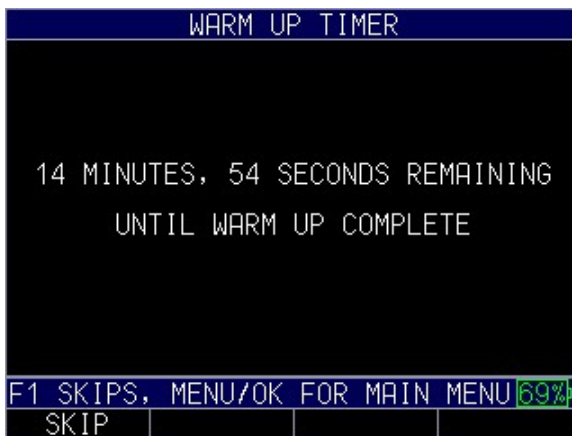 WARM UP TIMER
14 MINUTES, 54 SECONDS REMAINING
UNTIL WARM UP COMPLETE
F1 SKIPS, MENU/OK FOR MAIN MENU 69%
SKIP